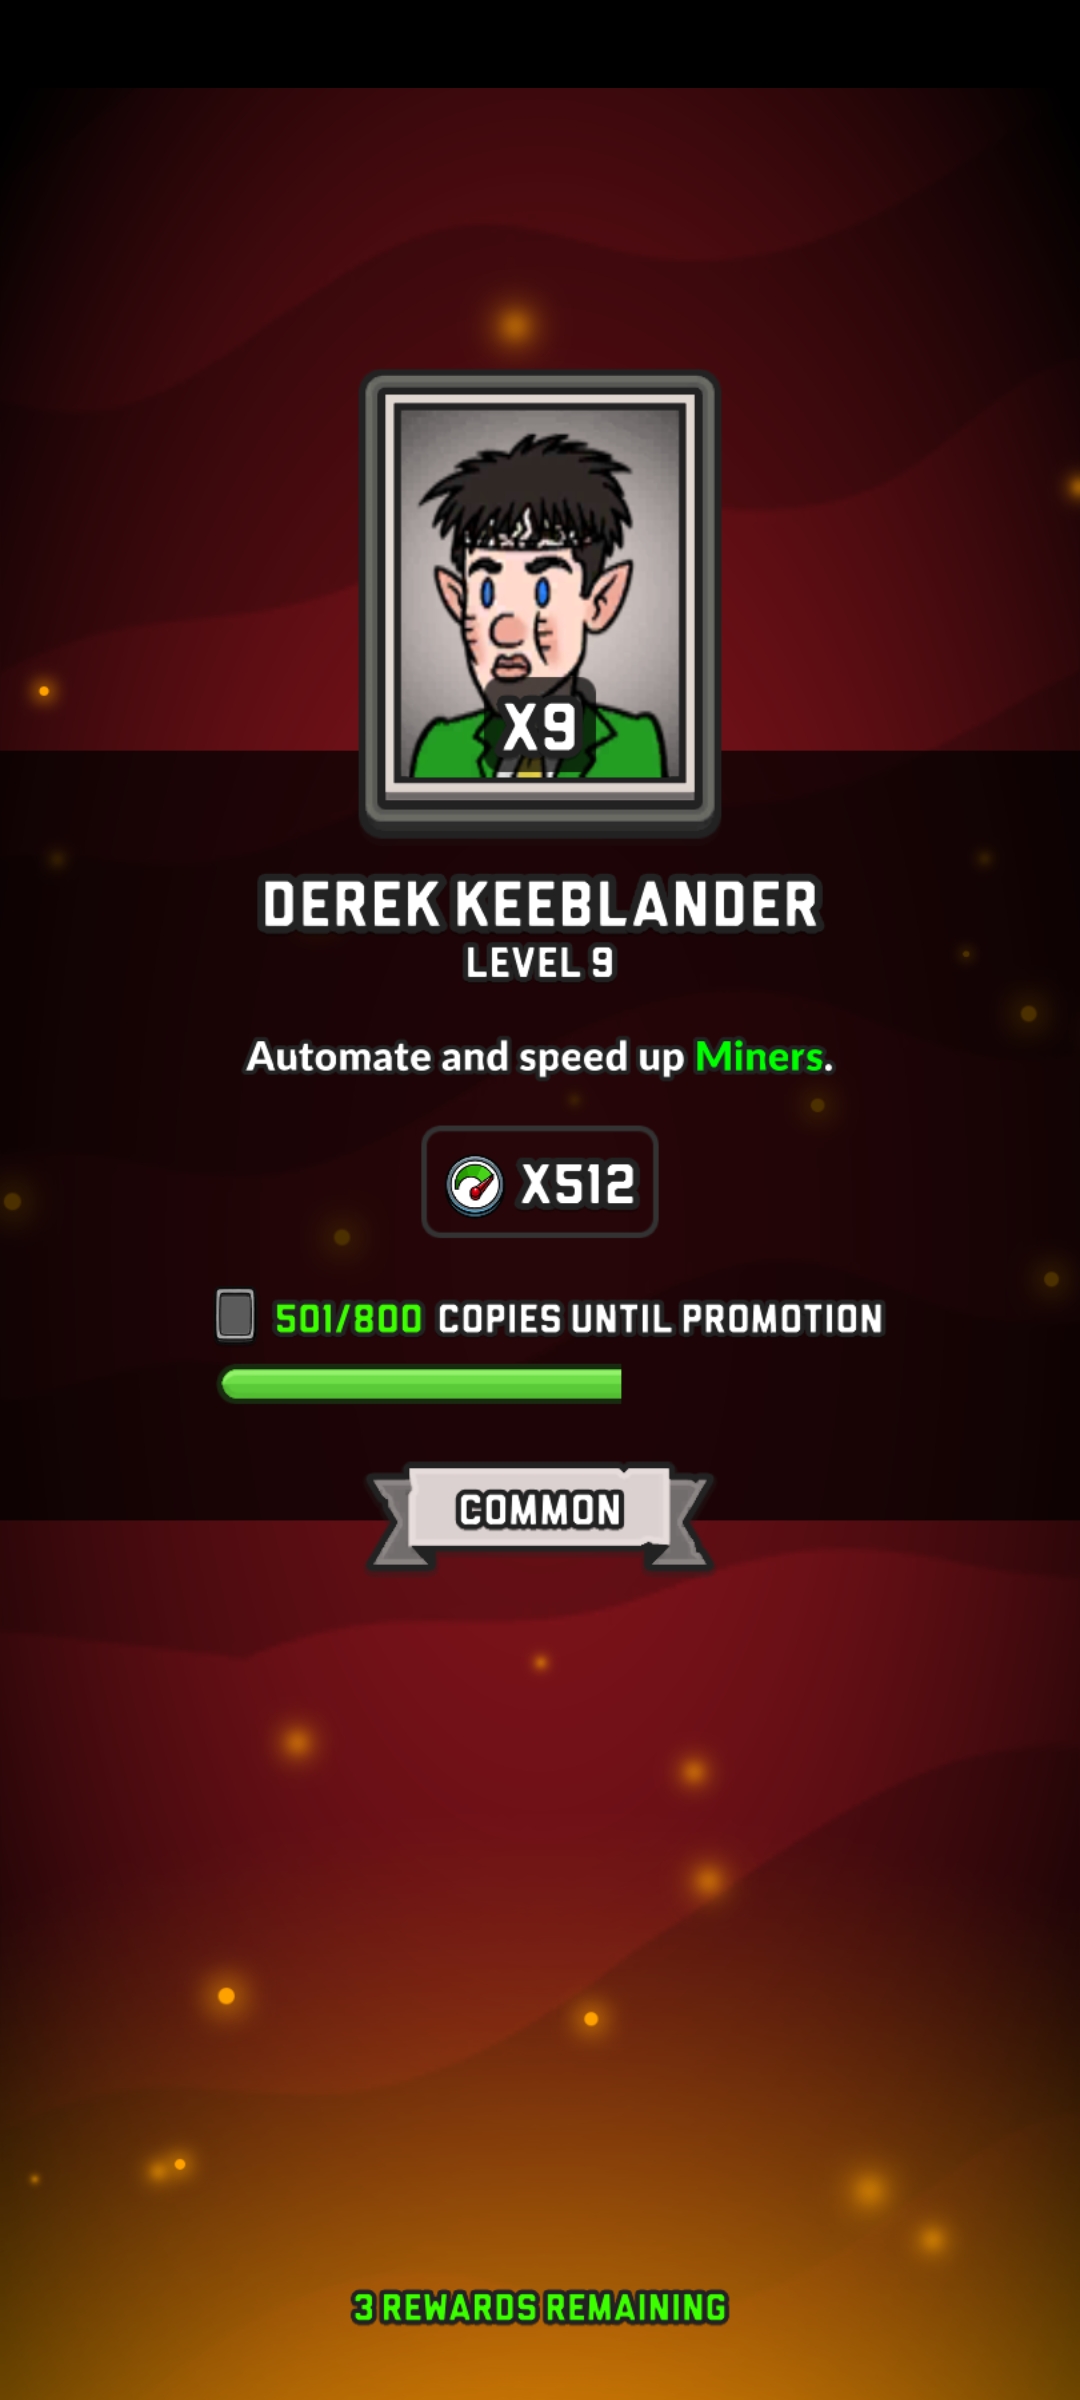 X9
DEREK KEEBLANDER
LEVEL 9
Automate and speed up Miners.
X512
501/800 COPIES UNTIL PROMOTION
COMMON
3 REWARDS REMAINING